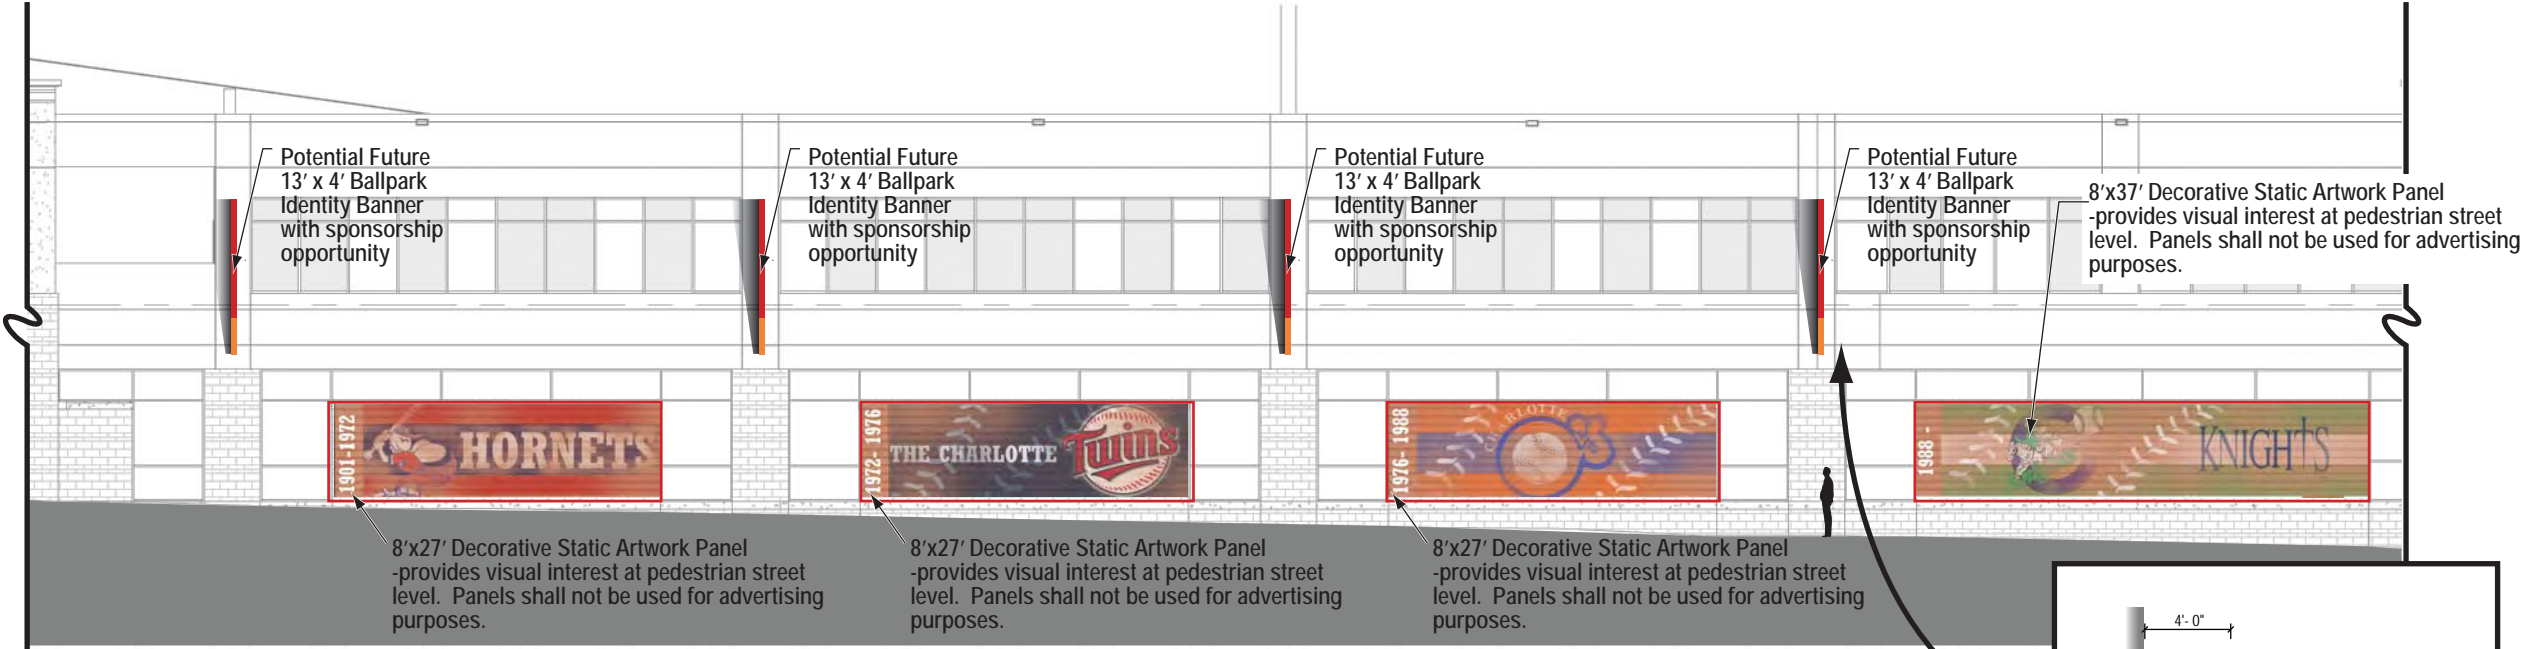 Potential Future
13' x 4' Ballpark
Identity Banner
with sponsorship
opportunity
Potential Future
13' x 4' Ballpark
Identity Banner
with sponsorship
opportunity
Potential Future
13' x 4' Ballpark
Identity Banner
with sponsorship
opportunity
Potential Future
13' x 4' Ballpark
Identity Banner
with sponsorship
opportunity
8'x37' Decorative Static Artwork Panel
-provides visual interest at pedestrian street
level. Panels shall not be used for advertising
purposes.
1901-1972
HORNETS
1972- 1976
THE CHARLOTTE
Twins
1976- 1988
CHARLOTTE
1988 -
KNIGHTS
8'x27' Decorative Static Artwork Panel
-provides visual interest at pedestrian street
level. Panels shall not be used for advertising
purposes.
8'x27' Decorative Static Artwork Panel
-provides visual interest at pedestrian street
level. Panels shall not be used for advertising
purposes.
8'x27' Decorative Static Artwork Panel
-provides visual interest at pedestrian street
level. Panels shall not be used for advertising
purposes.
4'- 0"